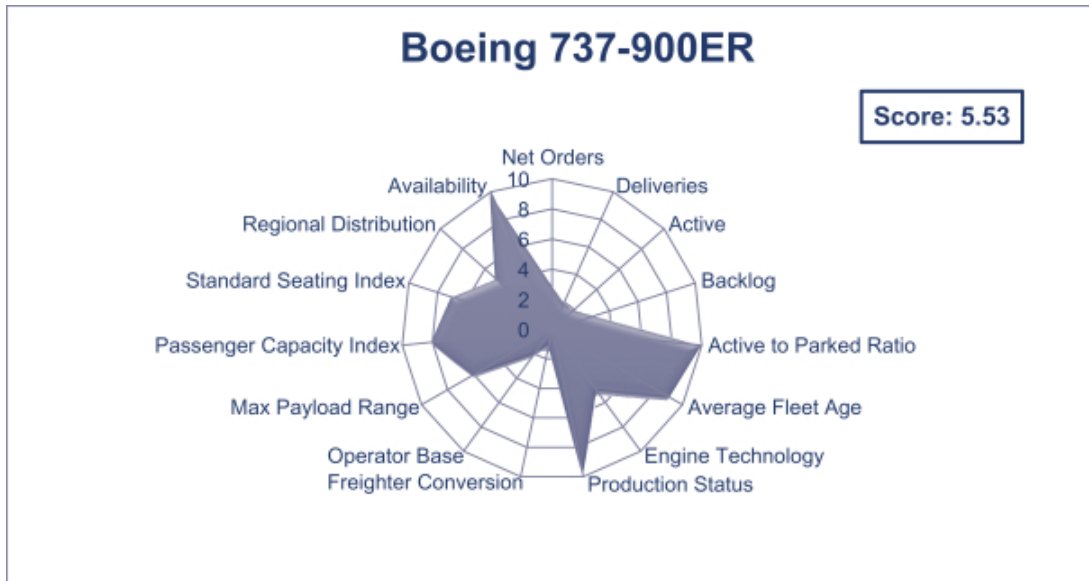 Boeing 737-900ER
Score: 5.53
Net Orders
Deliveries
Active
Backlog
Active to Parked Ratio
Average Fleet Age
Engine Technology
Production Status
Freighter Conversion
Operator Base
Max Payload Range
Passenger Capacity Index
Standard Seating Index
Regional Distribution
Availability
10
8
6
4
2
0